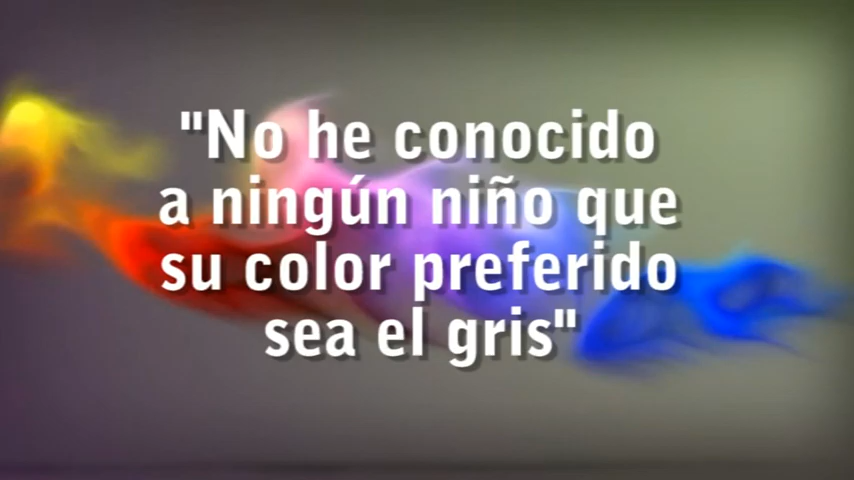 "No he conocido
a ningún niño que
su color preferido
sea el gris"